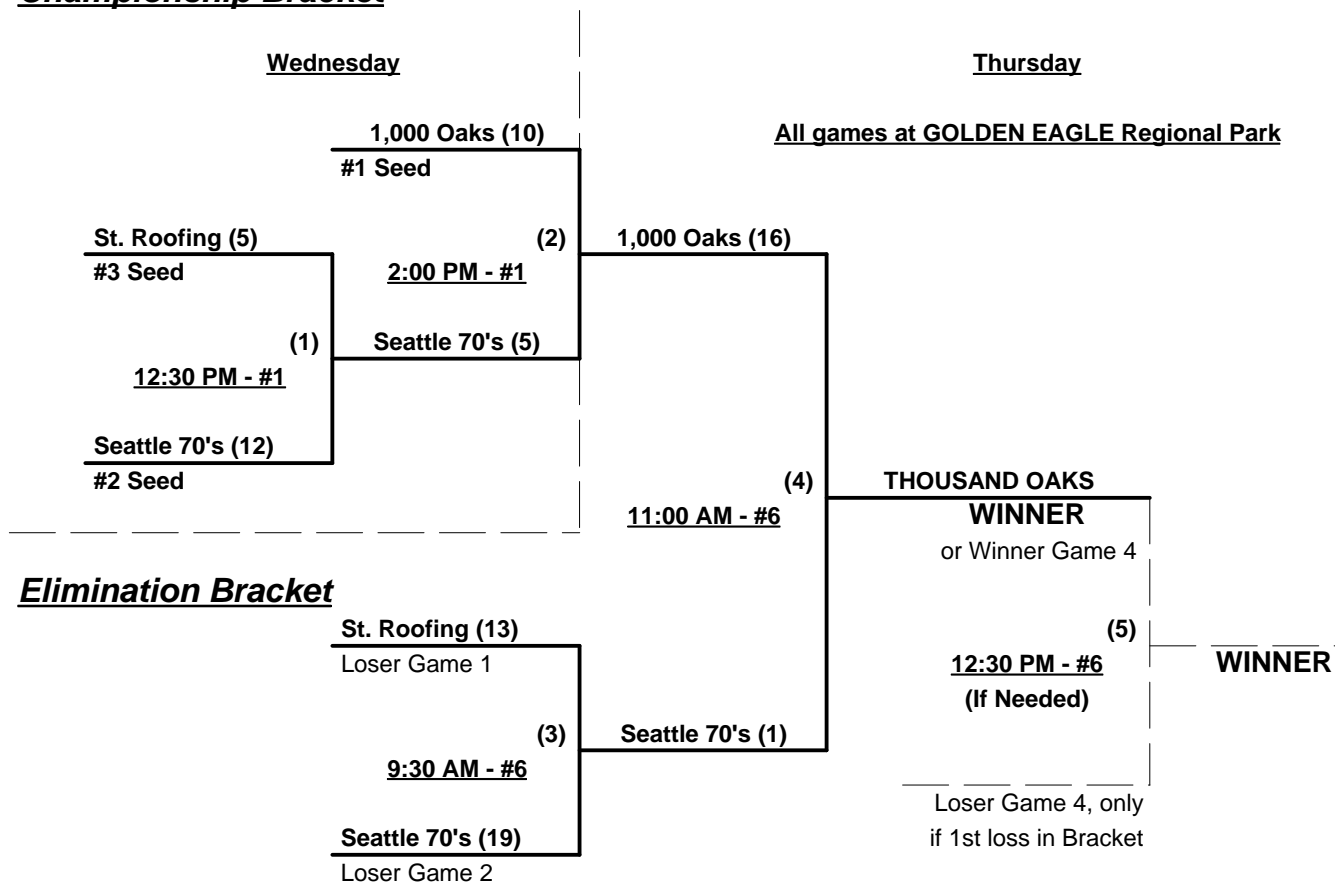 Championship Bracket
Wednesday
Thursday
1,000 Oaks (10)
All games at GOLDEN EAGLE Regional Park
#1 Seed
St. Roofing (5)
(2)
1,000 Oaks (16)
#3 Seed
2:00 PM - #1
(1)
Seattle 70's (5)
12:30 PM - #1
Seattle 70's (12)
#2 Seed
(4)
THOUSAND OAKS
11:00 AM - #6
WINNER
or Winner Game 4
Elimination Bracket
St. Roofing (13)
(5)
Loser Game 1
12:30 PM - #6
WINNER
(If Needed)
(3)
Seattle 70's (1)
9:30 AM - #6
Loser Game 4, only
if 1st loss in Bracket
Seattle 70's (19)
Loser Game 2